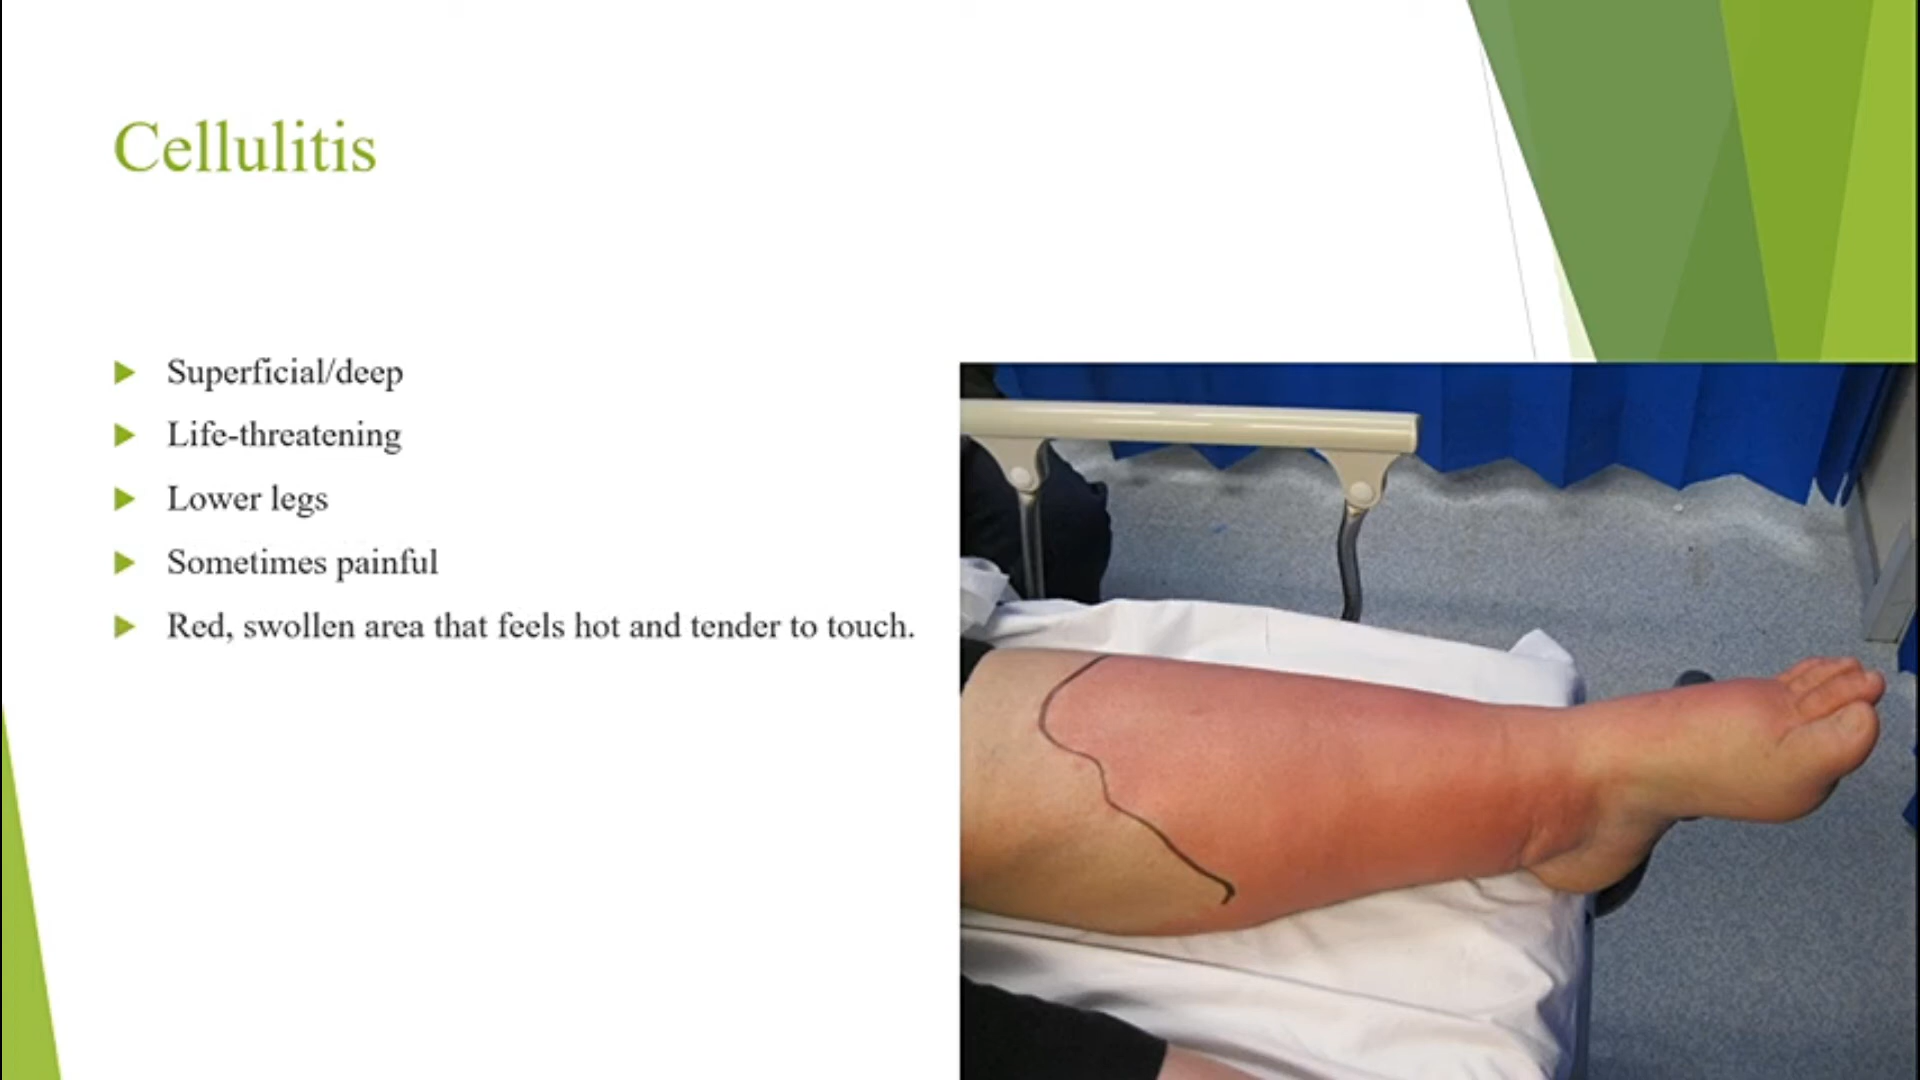 Cellulitis
Superficial/deep
Life-threatening
Lower legs
Sometimes painful
Red, swollen area that feels hot and tender to touch.